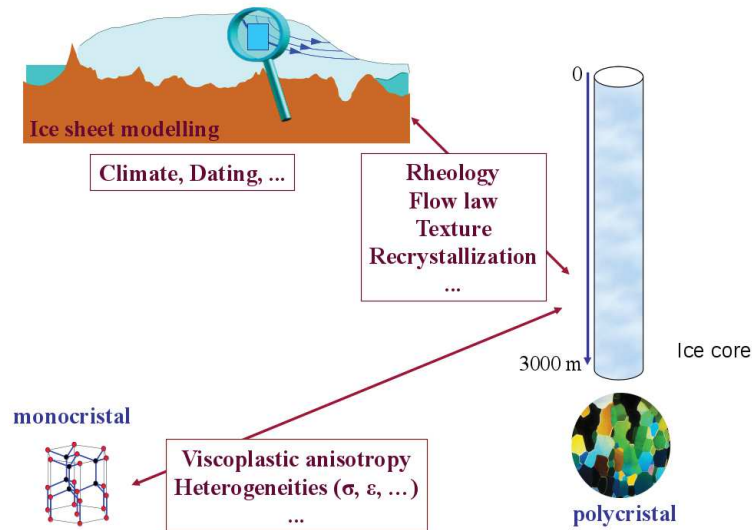 Ice sheet modelling
Climate, Dating, ...
Rheology
Flow law
Texture
Recrystallization
...
0
3000 m
Ice core
monocristal
Viscoplastic anisotropy
Heterogeneities (σ, ε, ...)
...
polycristal